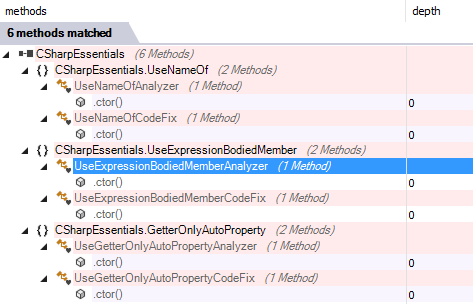 methods depth
6 methods matched
CSharpEssentials (6 Methods)
{} CSharpEssentials.UseNameOf (2 Methods)
UseNameOfAnalyzer (1 Method)
.ctor() 0
UseNameOfCodeFix (1 Method)
.ctor() 0
{} CSharpEssentials.UseExpressionBodiedMember (2 Methods)
UseExpressionBodiedMemberAnalyzer (1 Method)
.ctor() 0
UseExpressionBodiedMemberCodeFix (1 Method)
.ctor() 0
{} CSharpEssentials.GetterOnlyAutoProperty (2 Methods)
UseGetterOnlyAutoPropertyAnalyzer (1 Method)
.ctor() 0
UseGetterOnlyAutoPropertyCodeFix (1 Method)
.ctor() 0